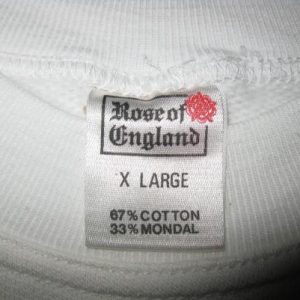 Rose of
England
X LARGE
67% COTTON
33% MONDAL